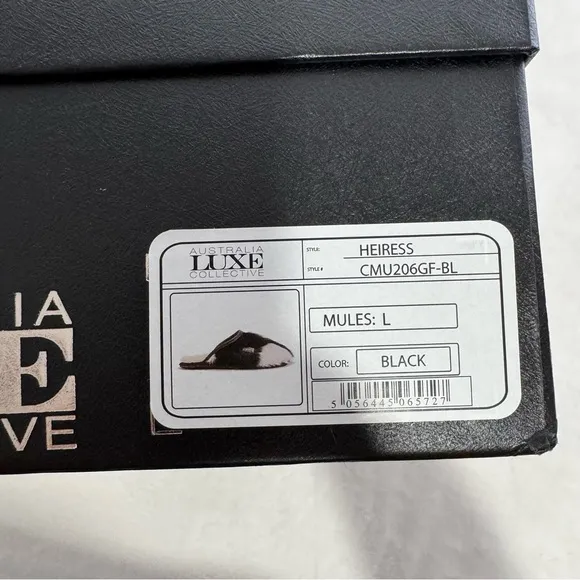 AUSTRALIA
LUXE
COLLECTIVE
STYLE: HEIRESS
STYLE # CMU206GF-BL
MULES: L
COLOR: BLACK
5 056445 065727
IA
E
VE